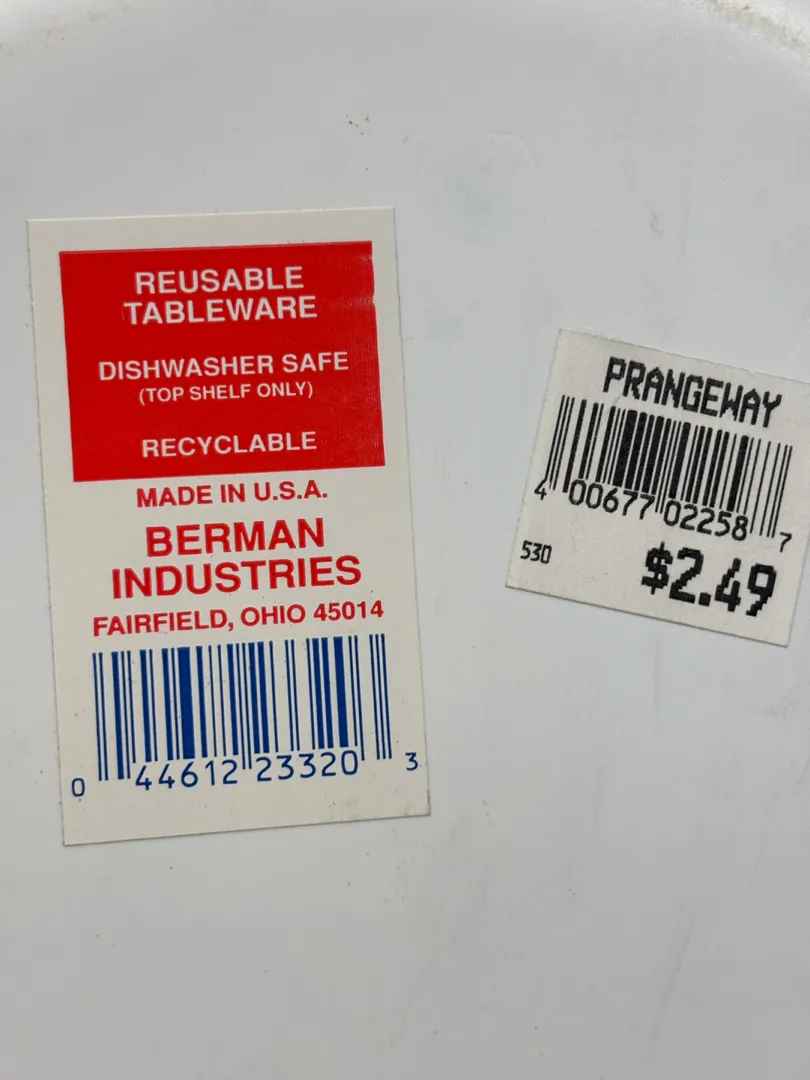 REUSABLE
TABLEWARE
DISHWASHER SAFE
(TOP SHELF ONLY)
RECYCLABLE
MADE IN U.S.A.
BERMAN
INDUSTRIES
FAIRFIELD, OHIO 45014
0 44612 23320 3
PRANGEWAY
4 00677 02258 7
530 $2.49